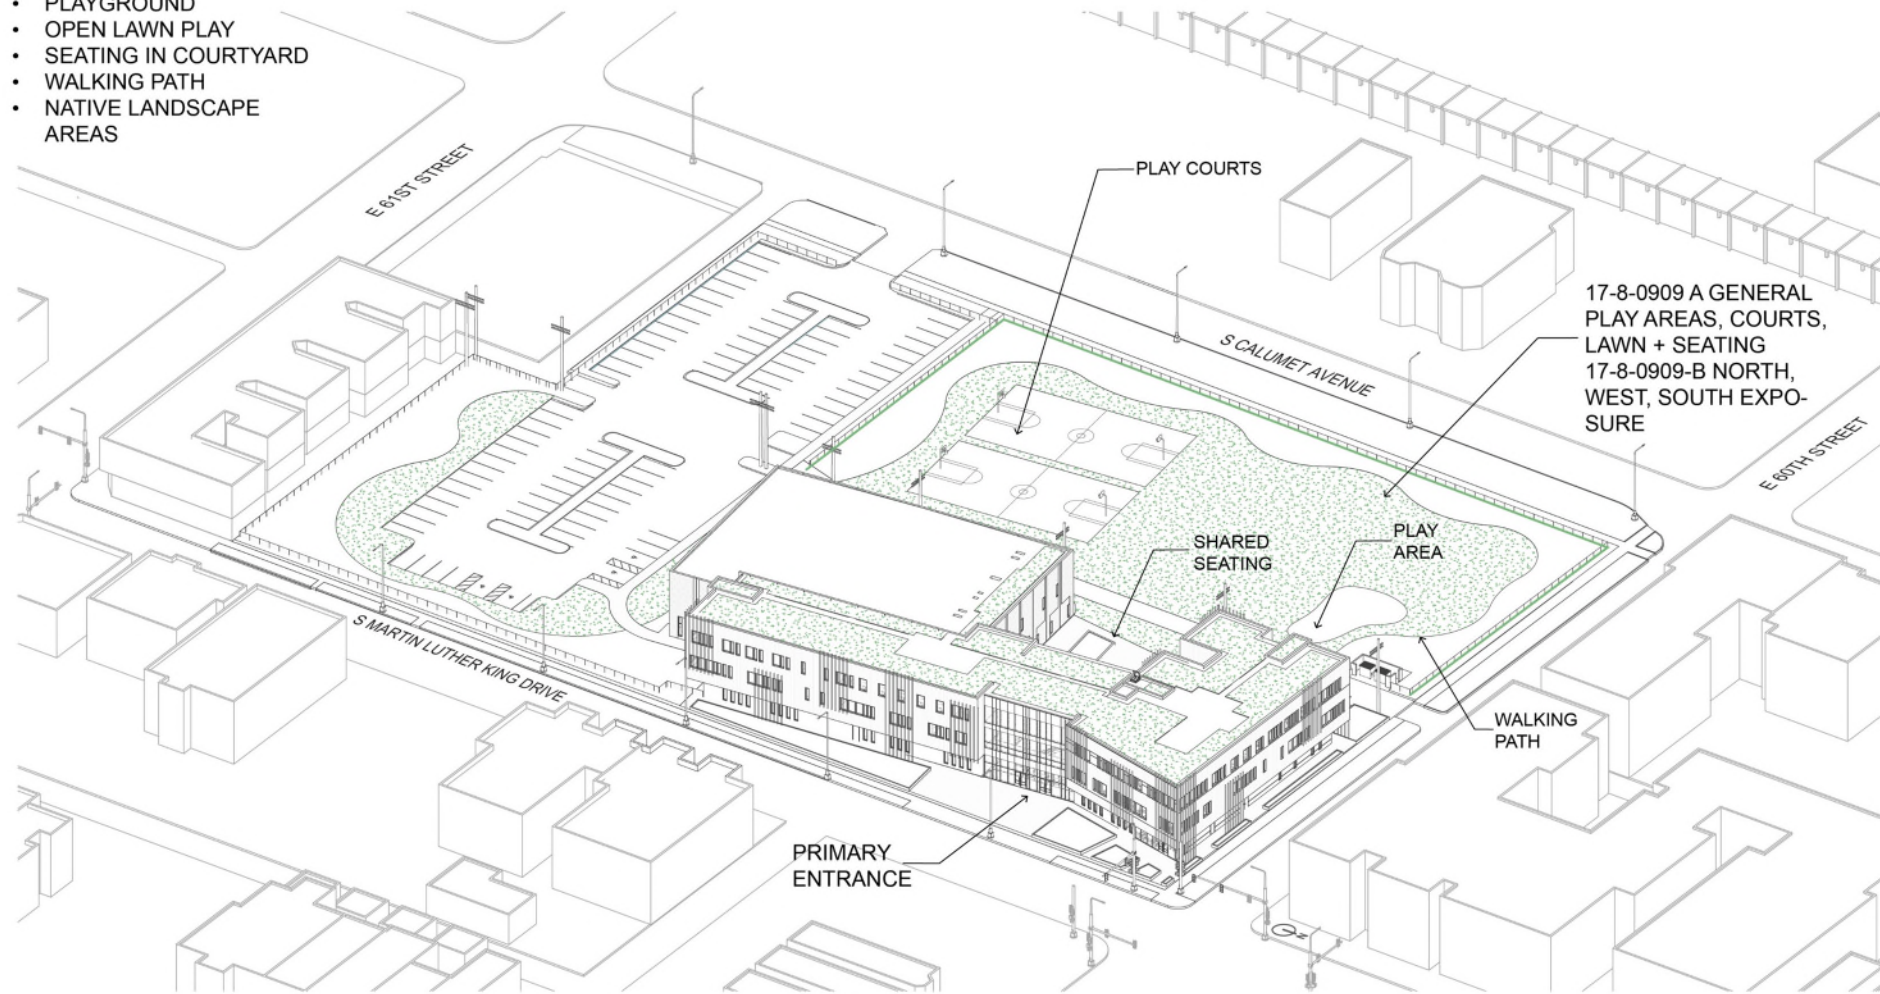 • PLAYGROUND
• OPEN LAWN PLAY
• SEATING IN COURTYARD
• WALKING PATH
• NATIVE LANDSCAPE
AREAS
E 61ST STREET
PLAY COURTS
17-8-0909 A GENERAL
PLAY AREAS, COURTS,
LAWN + SEATING
17-8-0909-B NORTH,
WEST, SOUTH EXPO-
SURE
S CALUMET AVENUE
E 60TH STREET
SHARED
SEATING
PLAY
AREA
S MARTIN LUTHER KING DRIVE
WALKING
PATH
PRIMARY
ENTRANCE
N